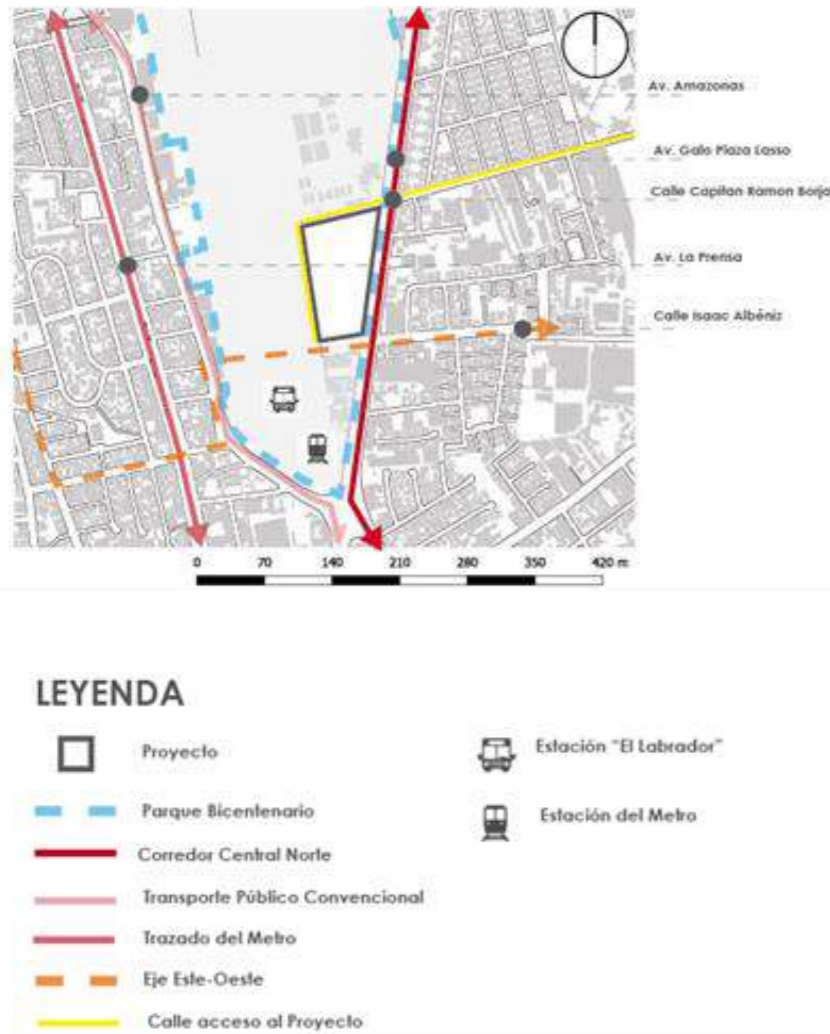 Av. Amazonas
Av. Galo Plaza Lasso
Calle Capitan Ramon Borja
Av. La Prensa
Calle Isaac Albéniz
0 70 140 210 280 350 420 m
LEYENDA
Proyecto
Parque Bicentenario
Corredor Central Norte
Transporte Público Convencional
Trazado del Metro
Eje Este-Oeste
Calle acceso al Proyecto
Estación "El Labrador"
Estación del Metro